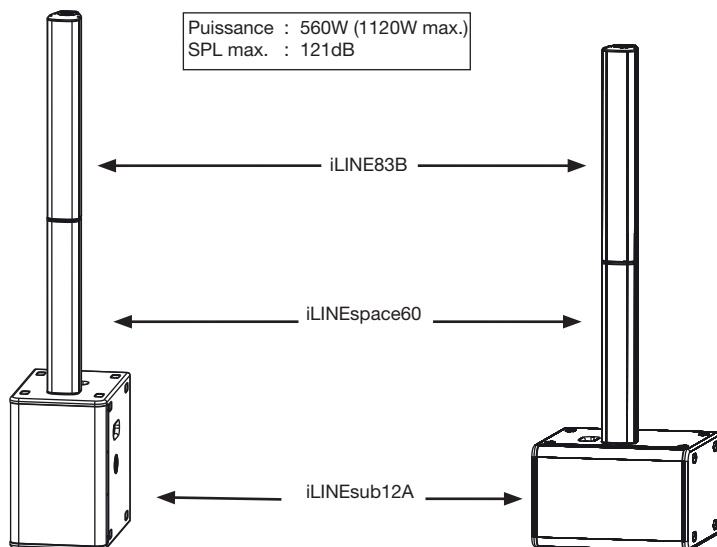 Puissance : 560W (1120W max.)
SPL max. : 121dB
iLINE83B
iLINEspace60
iLINEsub12A